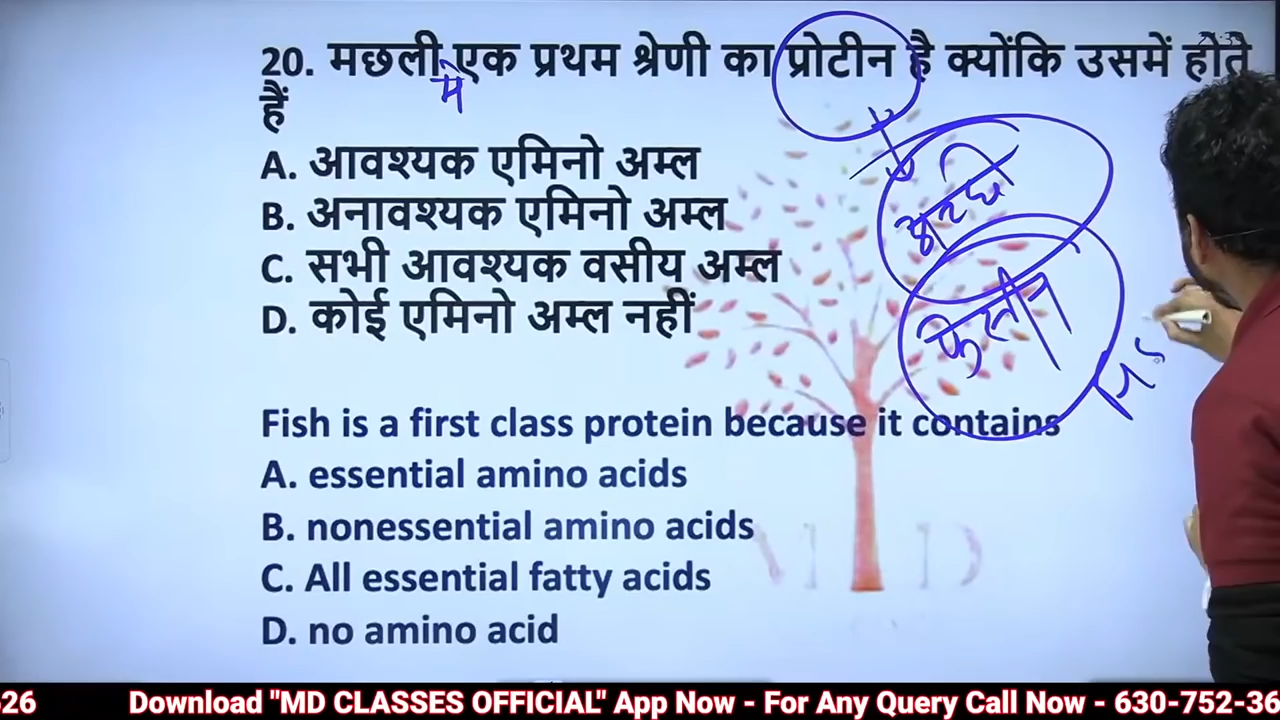 20. मछली एक प्रथम श्रेणी का प्रोटीन है क्योंकि उसमें होते
में
हैं
A. आवश्यक एमिनो अम्ल
B. अनावश्यक एमिनो अम्ल
C. सभी आवश्यक वसीय अम्ल
D. कोई एमिनो अम्ल नहीं
Fish is a first class protein because it contains
A. essential amino acids
B. nonessential amino acids
C. All essential fatty acids
D. no amino acid
26 Download "MD CLASSES OFFICIAL" App Now - For Any Query Call Now - 630-752-36